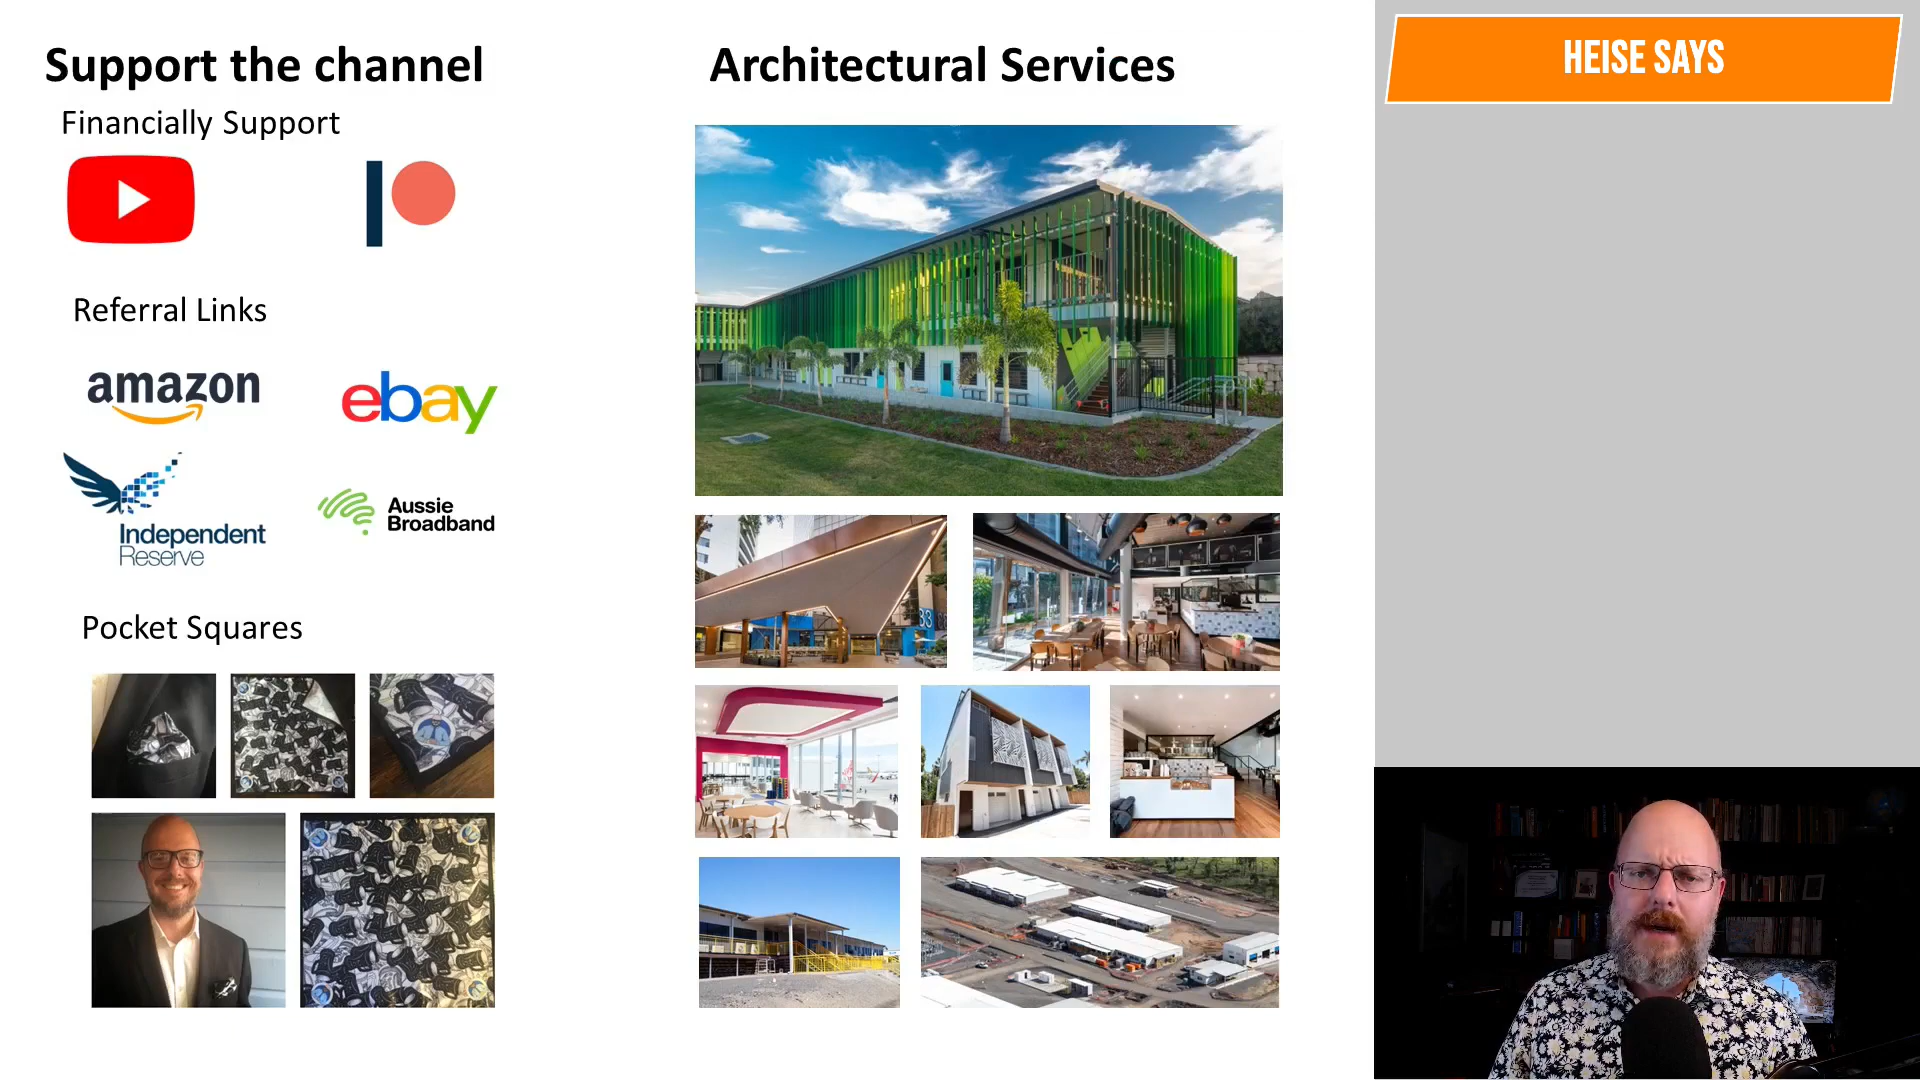 Support the channel
Financially Support
Referral Links
amazon
ebay
Independent
Reserve
Aussie
Broadband
Pocket Squares
Architectural Services
33
HEISE SAYS